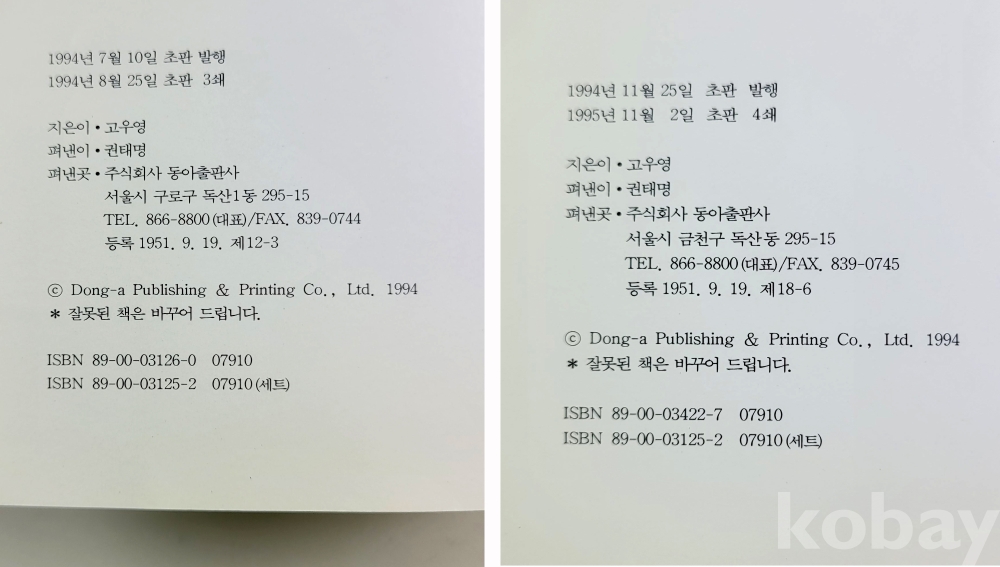 1994년 7월 10일 초판 발행
1994년 8월 25일 초판 3쇄
지은이 • 고우영
펴낸이 • 권태명
펴낸곳 • 주식회사 동아출판사
서울시 구로구 독산1동 295-15
TEL. 866-8800(대표)/FAX. 839-0744
등록 1951. 9. 19. 제12-3
ⓒ Dong-a Publishing & Printing Co., Ltd. 1994
* 잘못된 책은 바꾸어 드립니다.
ISBN 89-00-03126-0 07910
ISBN 89-00-03125-2 07910(세트)
1994년 11월 25일 초판 발행
1995년 11월 2일 초판 4쇄
지은이 • 고우영
펴낸이 • 권태명
펴낸곳 • 주식회사 동아출판사
서울시 금천구 독산동 295-15
TEL. 866-8800(대표)/FAX. 839-0745
등록 1951. 9. 19. 제18-6
ⓒ Dong-a Publishing & Printing Co., Ltd. 1994
* 잘못된 책은 바꾸어 드립니다.
ISBN 89-00-03422-7 07910
ISBN 89-00-03125-2 07910(세트)
kobay